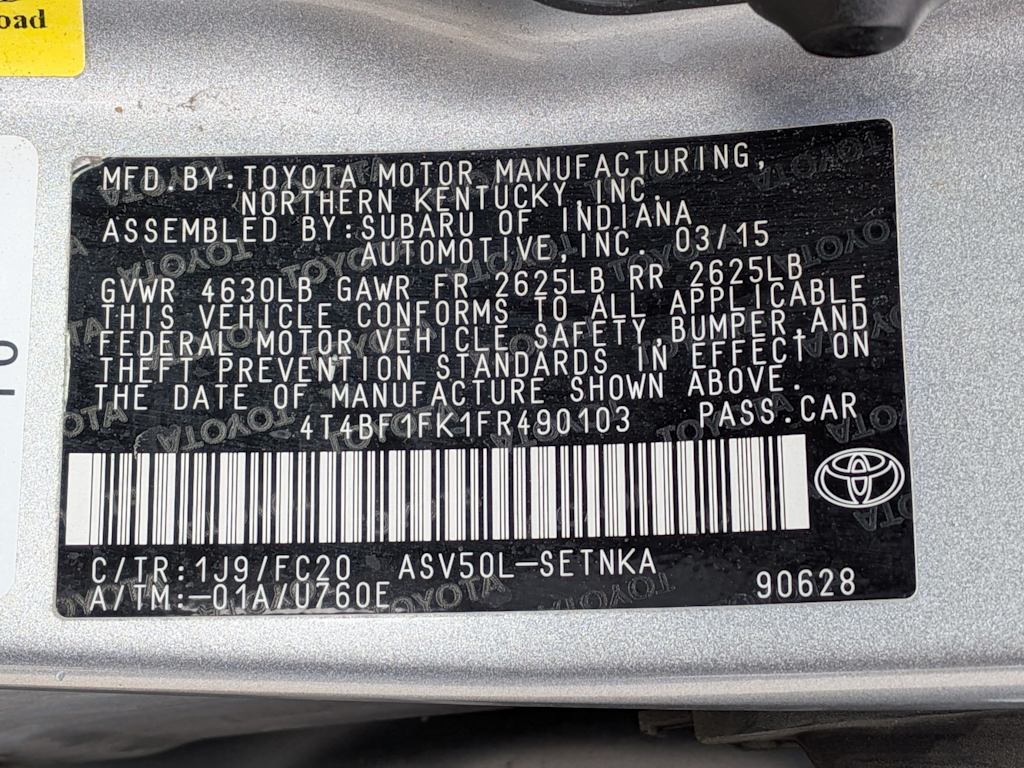 oad
MFD.BY:TOYOTA MOTOR MANUFACTURING,
NORTHERN KENTUCKY,INC.
ASSEMBLED BY:SUBARU OF INDIANA
AUTOMOTIVE,INC. 03/15
GVWR 4630LB GAWR FR 2625LB RR 2625LB
THIS VEHICLE CONFORMS TO ALL APPLICABLE
FEDERAL MOTOR VEHICLE SAFETY,BUMPER,AND
THEFT PREVENTION STANDARDS IN EFFECT ON
THE DATE OF MANUFACTURE SHOWN ABOVE.
4T4BF1FK1FR490103 PASS.CAR
C/TR:1J9/FC20 ASV50L-SETNKA
A/TM:-01A/U760E 90628